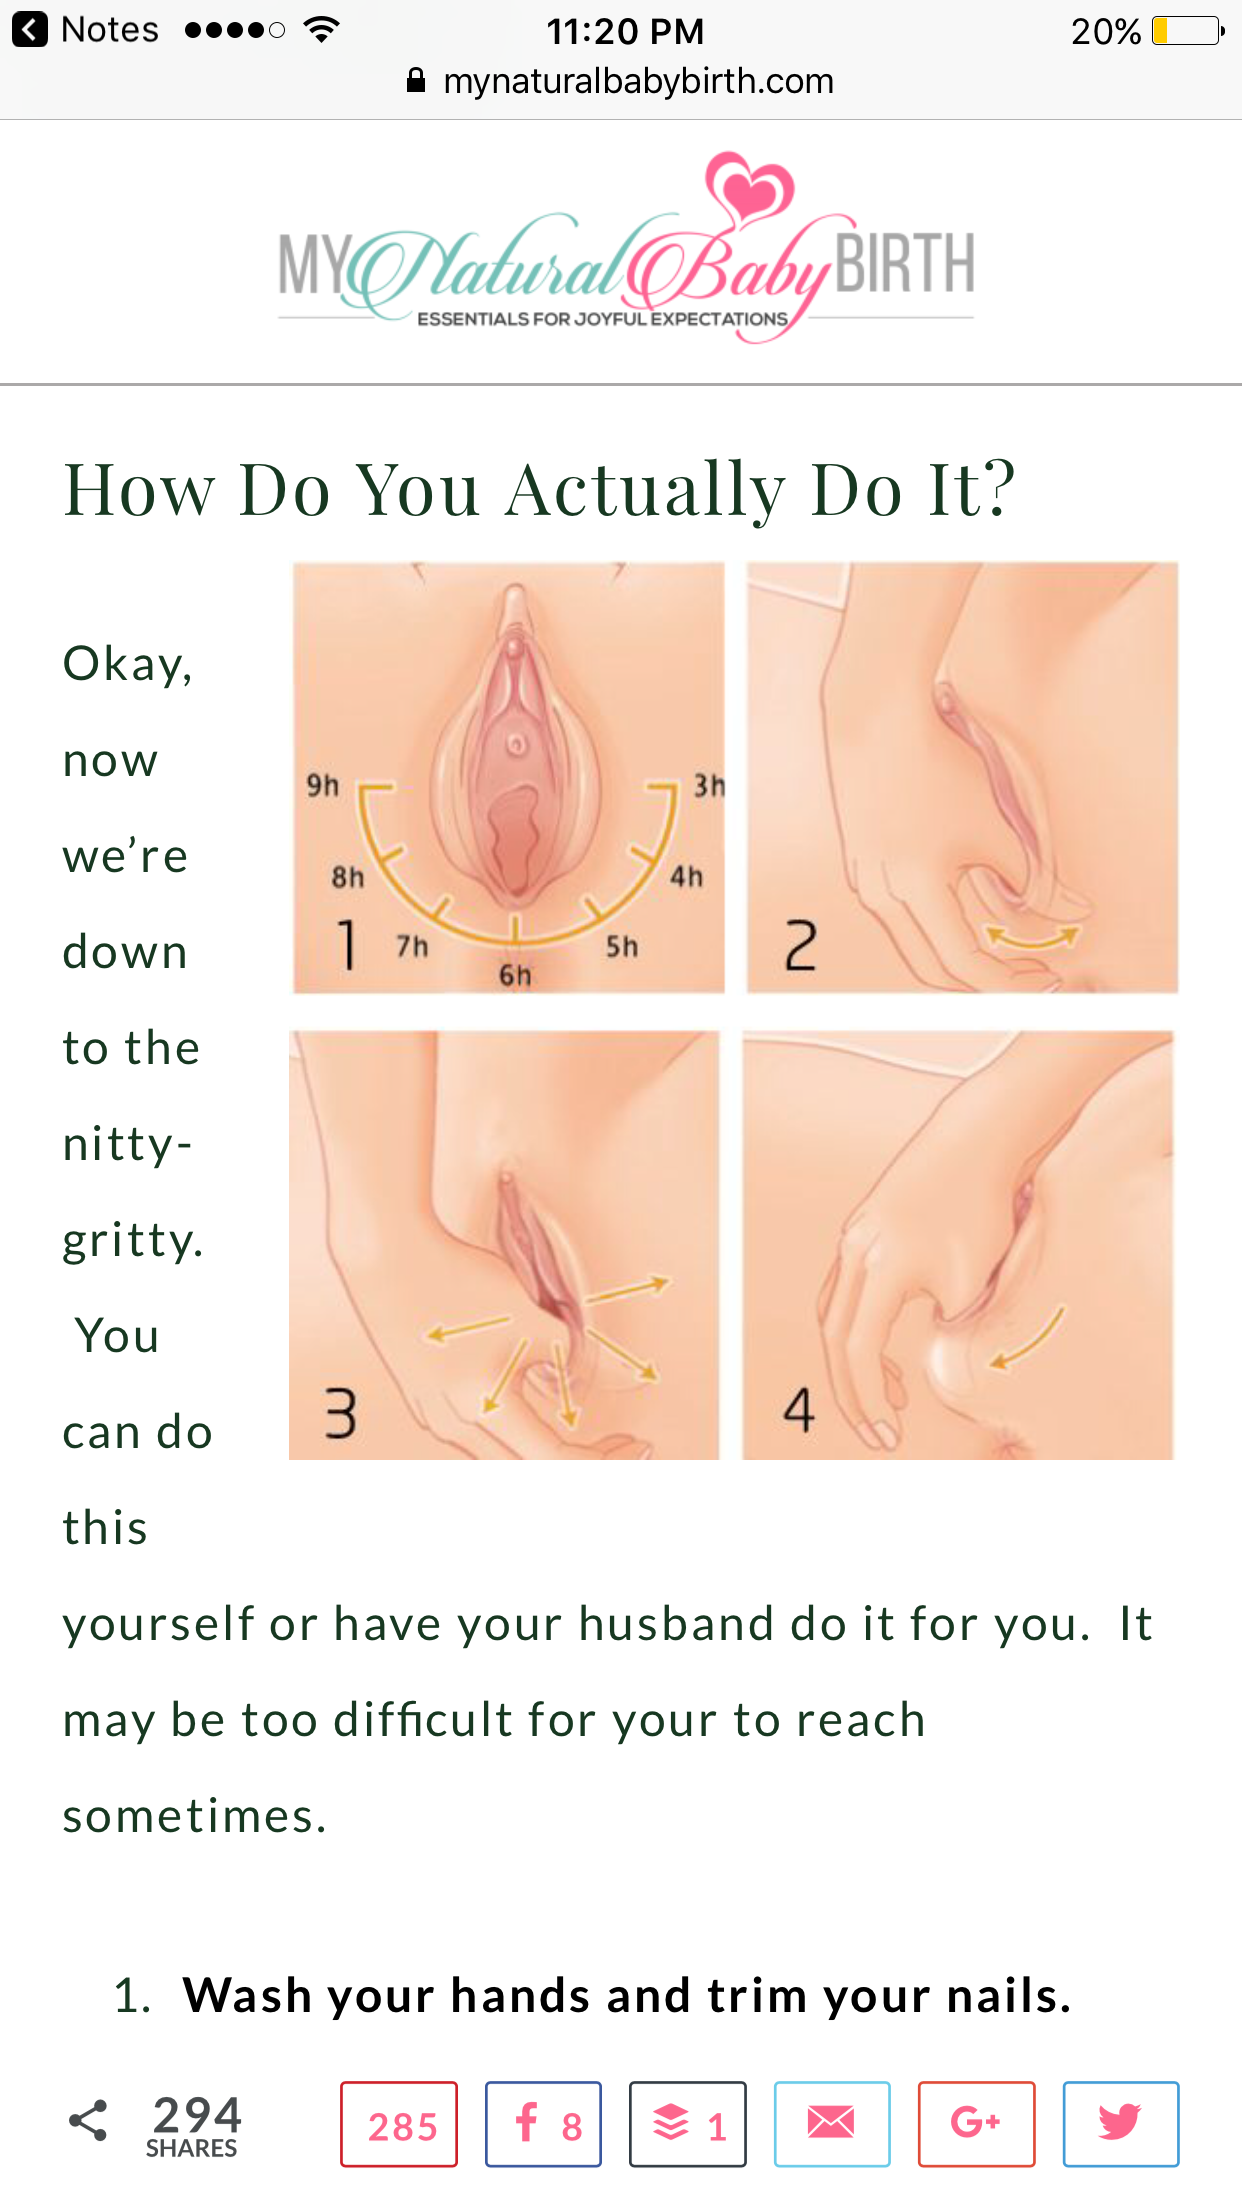 Notes
11:20 PM
20%
mynaturalbabybirth.com
MY Natural Baby BIRTH
ESSENTIALS FOR JOYFUL EXPECTATIONS
How Do You Actually Do It?
Okay,
now
we’re
down
to the
nitty-
gritty.
You
can do
this
9h
8h
7h
6h
5h
4h
3h
1
2
3
4
yourself or have your husband do it for you.  It
may be too difficult for your to reach
sometimes.
1. Wash your hands and trim your nails.
294
SHARES
285
f 8
1
G+